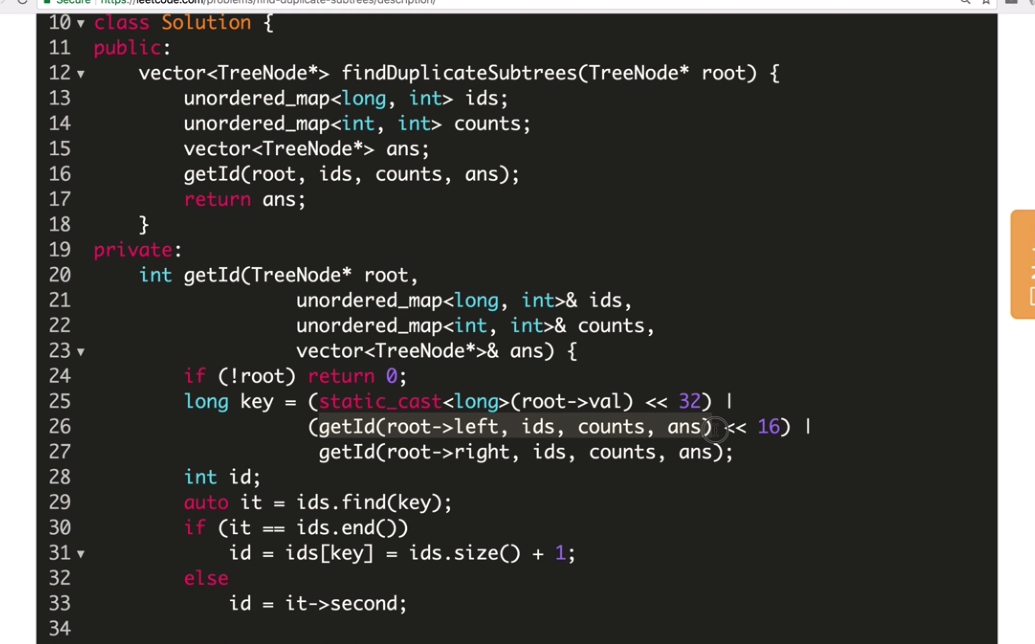 Secure https://leetcode.com/problems/find-duplicate-subtrees/description/
10 class Solution {
11 public:
12 vector<TreeNode*> findDuplicateSubtrees(TreeNode* root) {
13 unordered_map<long, int> ids;
14 unordered_map<int, int> counts;
15 vector<TreeNode*> ans;
16 getId(root, ids, counts, ans);
17 return ans;
18 }
19 private:
20 int getId(TreeNode* root,
21 unordered_map<long, int>& ids,
22 unordered_map<int, int>& counts,
23 vector<TreeNode*>& ans) {
24 if (!root) return 0;
25 long key = (static_cast<long>(root->val) << 32) |
26 (getId(root->left, ids, counts, ans) << 16) |
27 getId(root->right, ids, counts, ans);
28 int id;
29 auto it = ids.find(key);
30 if (it == ids.end())
31 id = ids[key] = ids.size() + 1;
32 else
33 id = it->second;
34